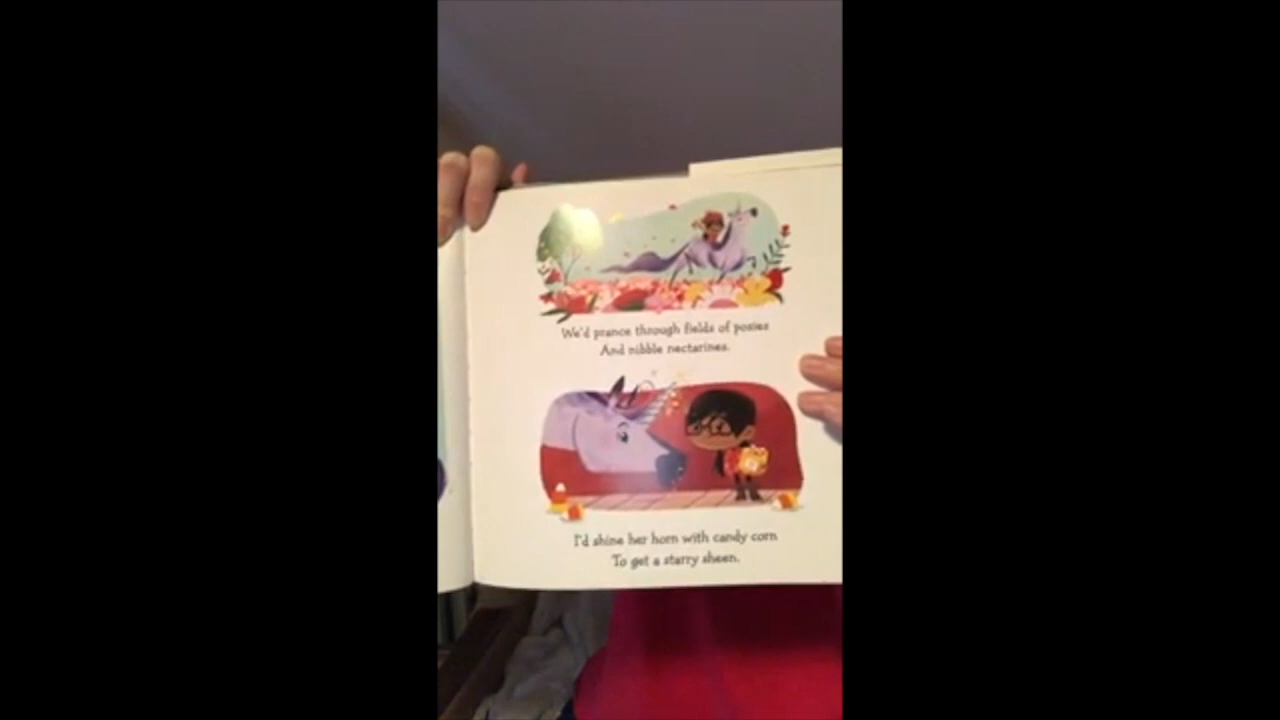 We'd prance through fields of posies
And nibble nectarines.
I'd shine her horn with candy corn
To get a starry sheen.